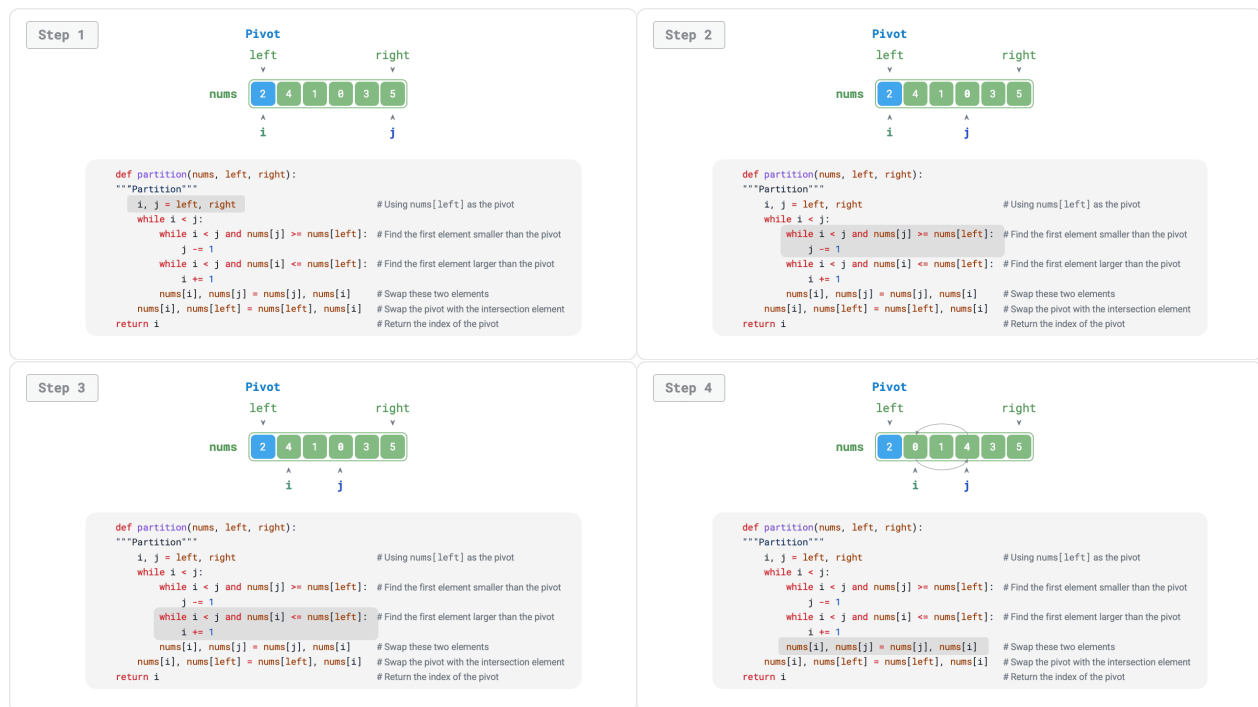 Step 1
Pivot
left right
nums 2 4 1 0 3 5
i j
def partition(nums, left, right):
"""Partition"""
i, j = left, right # Using nums[left] as the pivot
while i < j:
while i < j and nums[j] >= nums[left]: # Find the first element smaller than the pivot
j -= 1
while i < j and nums[i] <= nums[left]: # Find the first element larger than the pivot
i += 1
nums[i], nums[j] = nums[j], nums[i] # Swap these two elements
nums[i], nums[left] = nums[left], nums[i] # Swap the pivot with the intersection element
return i # Return the index of the pivot
Step 2
Pivot
left right
nums 2 4 1 0 3 5
i j
def partition(nums, left, right):
"""Partition"""
i, j = left, right # Using nums[left] as the pivot
while i < j:
while i < j and nums[j] >= nums[left]: # Find the first element smaller than the pivot
j -= 1
while i < j and nums[i] <= nums[left]: # Find the first element larger than the pivot
i += 1
nums[i], nums[j] = nums[j], nums[i] # Swap these two elements
nums[i], nums[left] = nums[left], nums[i] # Swap the pivot with the intersection element
return i # Return the index of the pivot
Step 3
Pivot
left right
nums 2 4 1 0 3 5
i j
def partition(nums, left, right):
"""Partition"""
i, j = left, right # Using nums[left] as the pivot
while i < j:
while i < j and nums[j] >= nums[left]: # Find the first element smaller than the pivot
j -= 1
while i < j and nums[i] <= nums[left]: # Find the first element larger than the pivot
i += 1
nums[i], nums[j] = nums[j], nums[i] # Swap these two elements
nums[i], nums[left] = nums[left], nums[i] # Swap the pivot with the intersection element
return i # Return the index of the pivot
Step 4
Pivot
left right
nums 2 0 1 4 3 5
i j
def partition(nums, left, right):
"""Partition"""
i, j = left, right # Using nums[left] as the pivot
while i < j:
while i < j and nums[j] >= nums[left]: # Find the first element smaller than the pivot
j -= 1
while i < j and nums[i] <= nums[left]: # Find the first element larger than the pivot
i += 1
nums[i], nums[j] = nums[j], nums[i] # Swap these two elements
nums[i], nums[left] = nums[left], nums[i] # Swap the pivot with the intersection element
return i # Return the index of the pivot